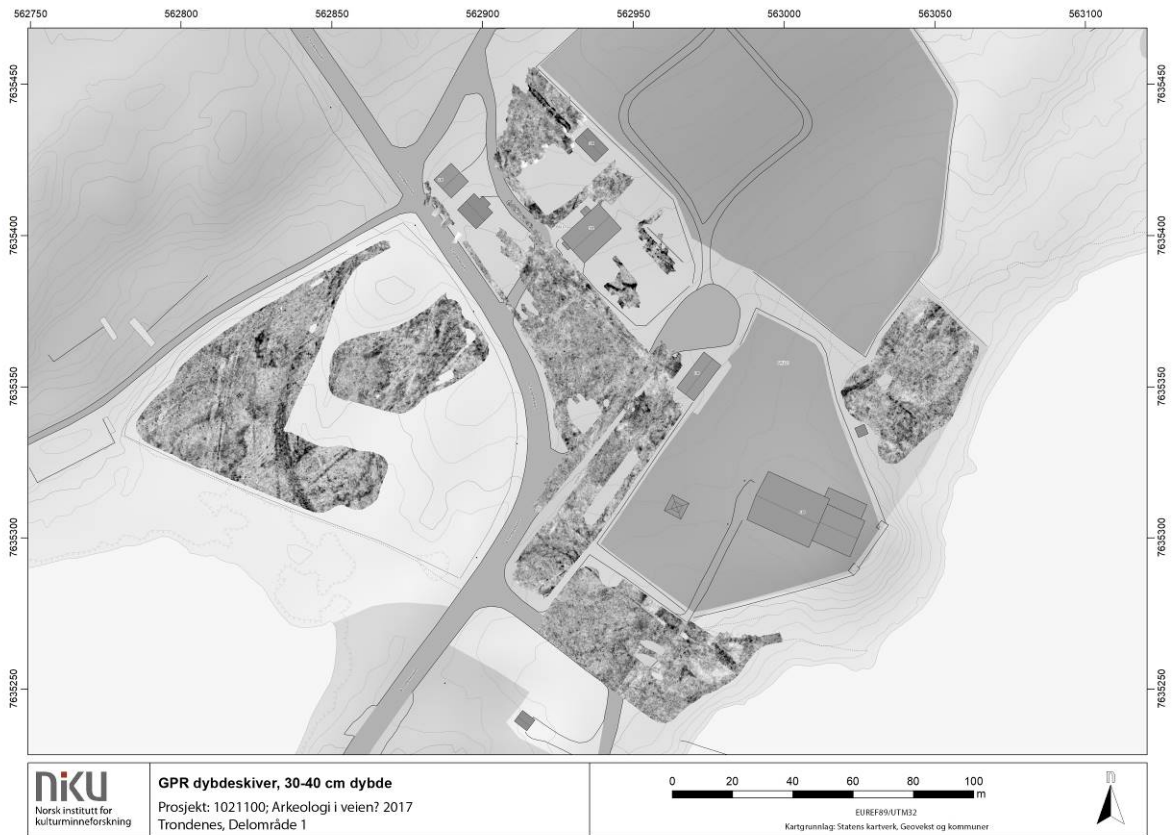 562750 562800 562850 562900 562950 563000 563050 563100
7635450 7635450
7635400 7635400
7635350 7635350
7635300 7635300
7635250 7635250
niku
Norsk institutt for
kulturminneforskning
GPR dybdeskiver, 30-40 cm dybde
Prosjekt: 1021100; Arkeologi i veien? 2017
Trondenes, Delområde 1
0 20 40 60 80 100
m
EUREF89/UTM32
Kartgrunnlag: Statens kartverk, Geovekst og kommuner
n